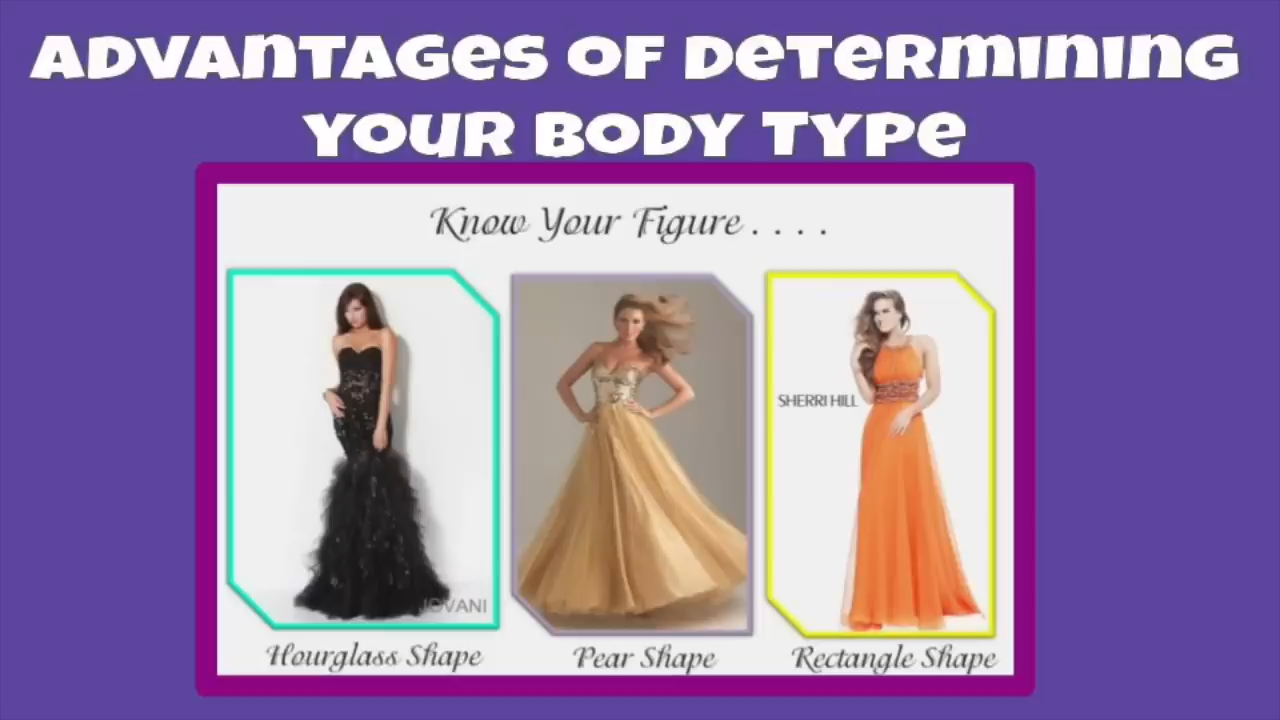 Advantages of Determining
Your Body Type
Know Your Figure . . . .
SHERRI HILL
JOVANI
Hourglass Shape
Pear Shape
Rectangle Shape